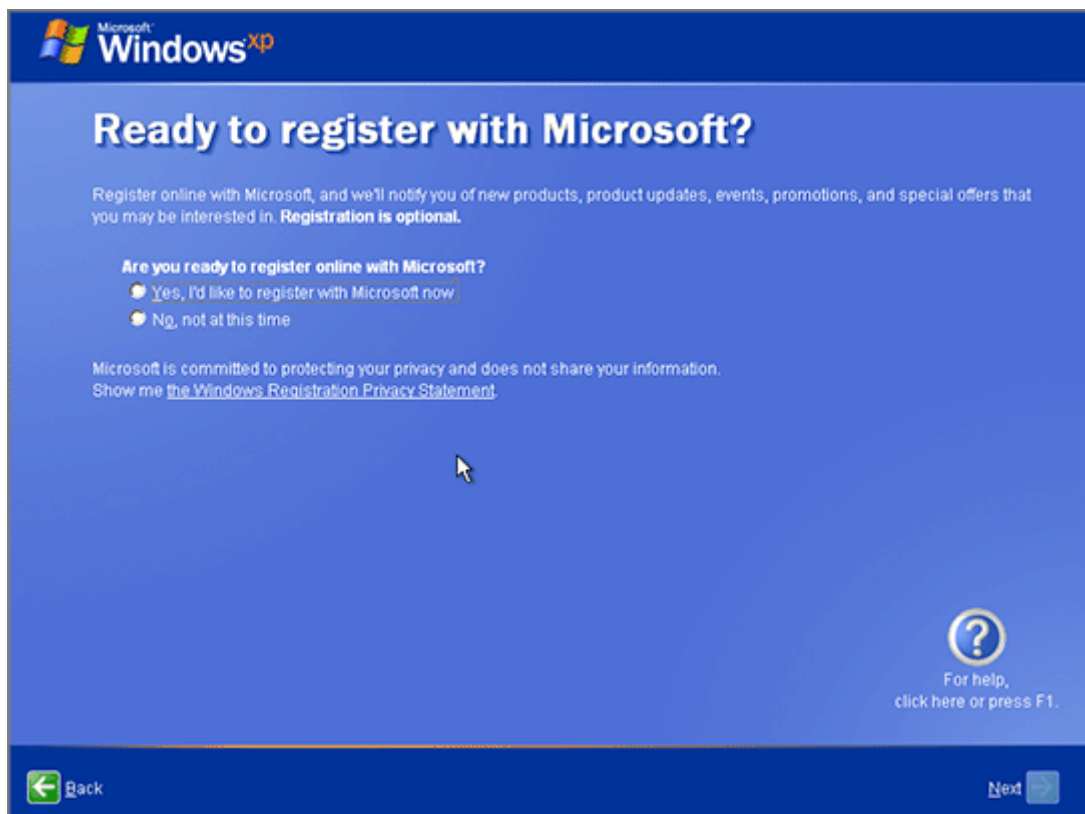 Microsoft
Windows xp
Ready to register with Microsoft?
Register online with Microsoft, and we'll notify you of new products, product updates, events, promotions, and special offers that
you may be interested in. Registration is optional.
Are you ready to register online with Microsoft?
Yes, I'd like to register with Microsoft now
No, not at this time
Microsoft is committed to protecting your privacy and does not share your information.
Show me the Windows Registration Privacy Statement.
For help,
click here or press F1.
Back
Next